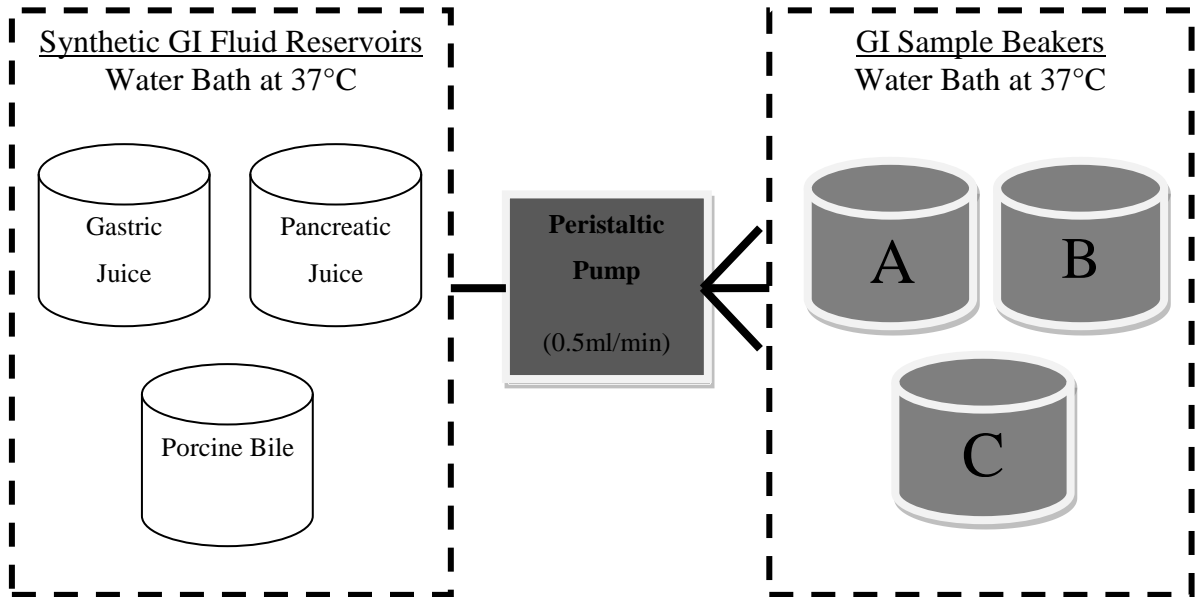 Synthetic GI Fluid Reservoirs
Water Bath at 37°C
Gastric
Juice
Pancreatic
Juice
Porcine Bile
Peristaltic
Pump
(0.5ml/min)
GI Sample Beakers
Water Bath at 37°C
A
B
C